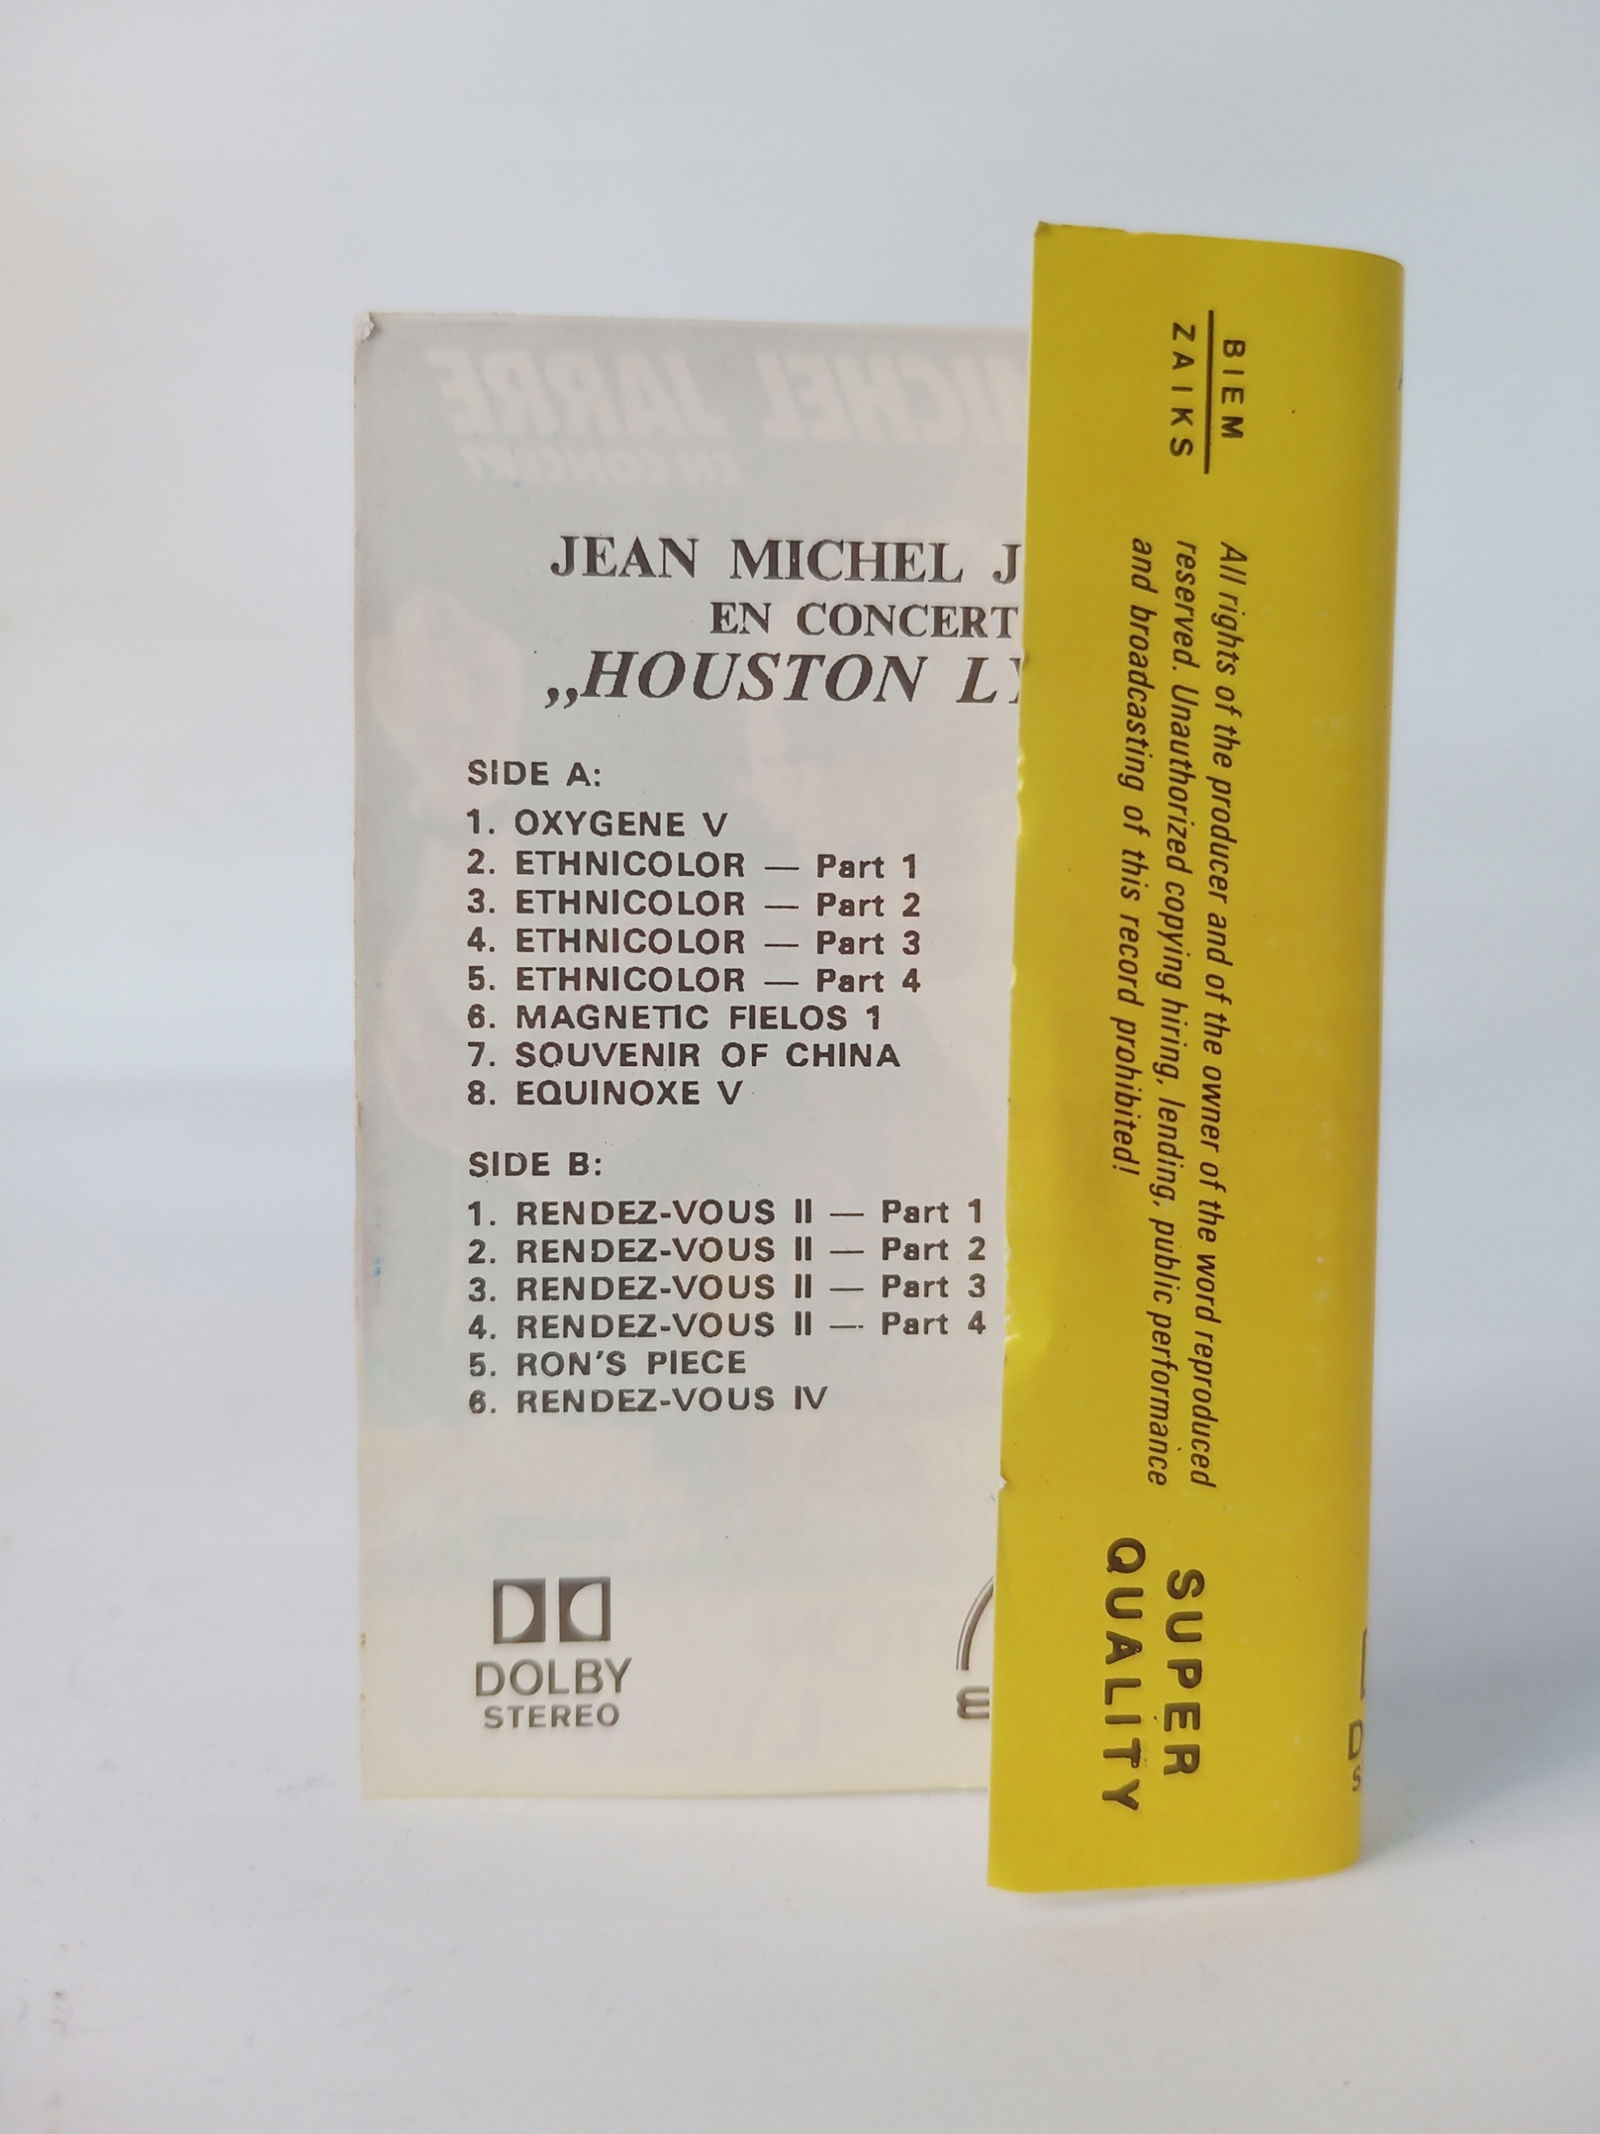 JEAN MICHEL J
EN CONCERT
„HOUSTON LY
SIDE A:
1. OXYGENE V
2. ETHNICOLOR — Part 1
3. ETHNICOLOR — Part 2
4. ETHNICOLOR — Part 3
5. ETHNICOLOR — Part 4
6. MAGNETIC FIELOS 1
7. SOUVENIR OF CHINA
8. EQUINOXE V
SIDE B:
1. RENDEZ-VOUS II — Part 1
2. RENDEZ-VOUS II — Part 2
3. RENDEZ-VOUS II — Part 3
4. RENDEZ-VOUS II — Part 4
5. RON'S PIECE
6. RENDEZ-VOUS IV
DOLBY
STEREO
BIEM
ZAIKS
All rights of the producer and of the owner of the word reproduced
reserved. Unauthorized copying hiring, lending, public performance
and broadcasting of this record prohibited!
SUPER
QUALITY